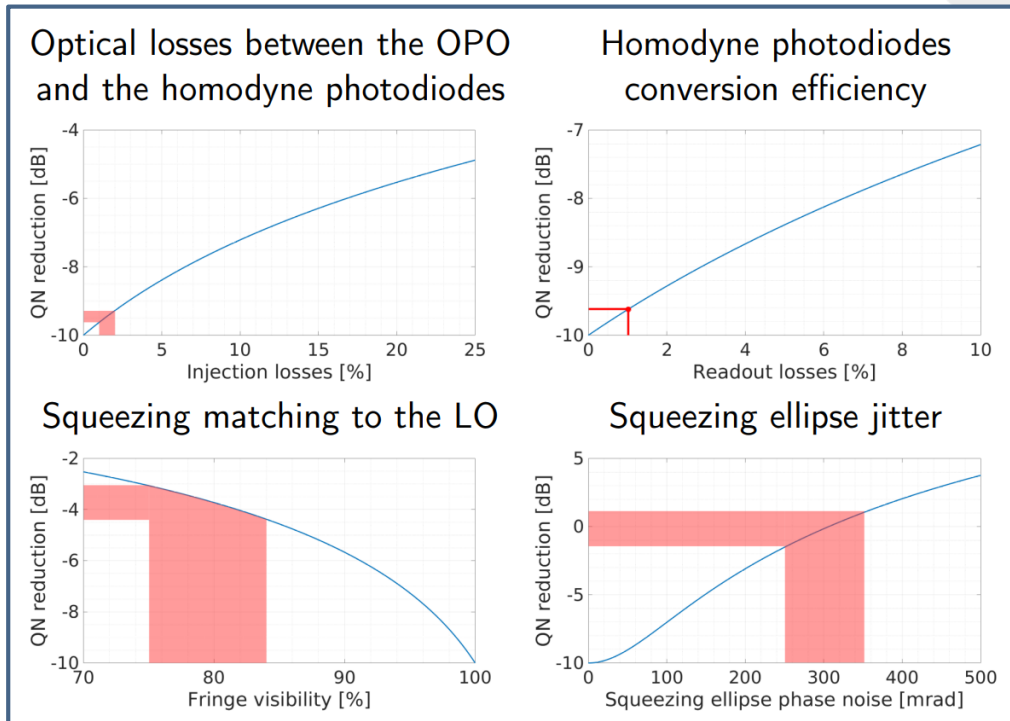 Optical losses between the OPO
and the homodyne photodiodes
-4
-6
-8
-10
QN reduction [dB]
0 5 10 15 20 25
Injection losses [%]
Homodyne photodiodes
conversion efficiency
-7
-8
-9
-10
QN reduction [dB]
0 2 4 6 8 10
Readout losses [%]
Squeezing matching to the LO
-2
-4
-6
-8
-10
QN reduction [dB]
70 80 90 100
Fringe visibility [%]
Squeezing ellipse jitter
5
0
-5
-10
QN reduction [dB]
0 100 200 300 400 500
Squeezing ellipse phase noise [mrad]